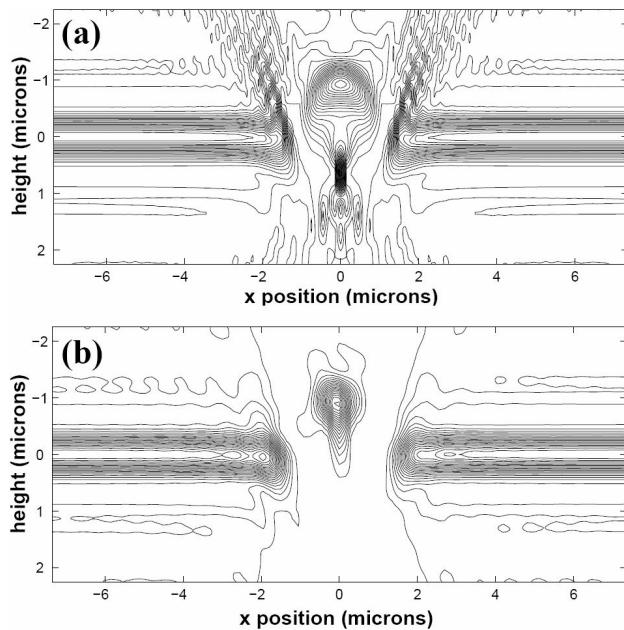 (a)
−2
−1
0
1
2
height (microns)
−6 −4 −2 0 2 4 6
x position (microns)
(b)
−2
−1
0
1
2
height (microns)
−6 −4 −2 0 2 4 6
x position (microns)